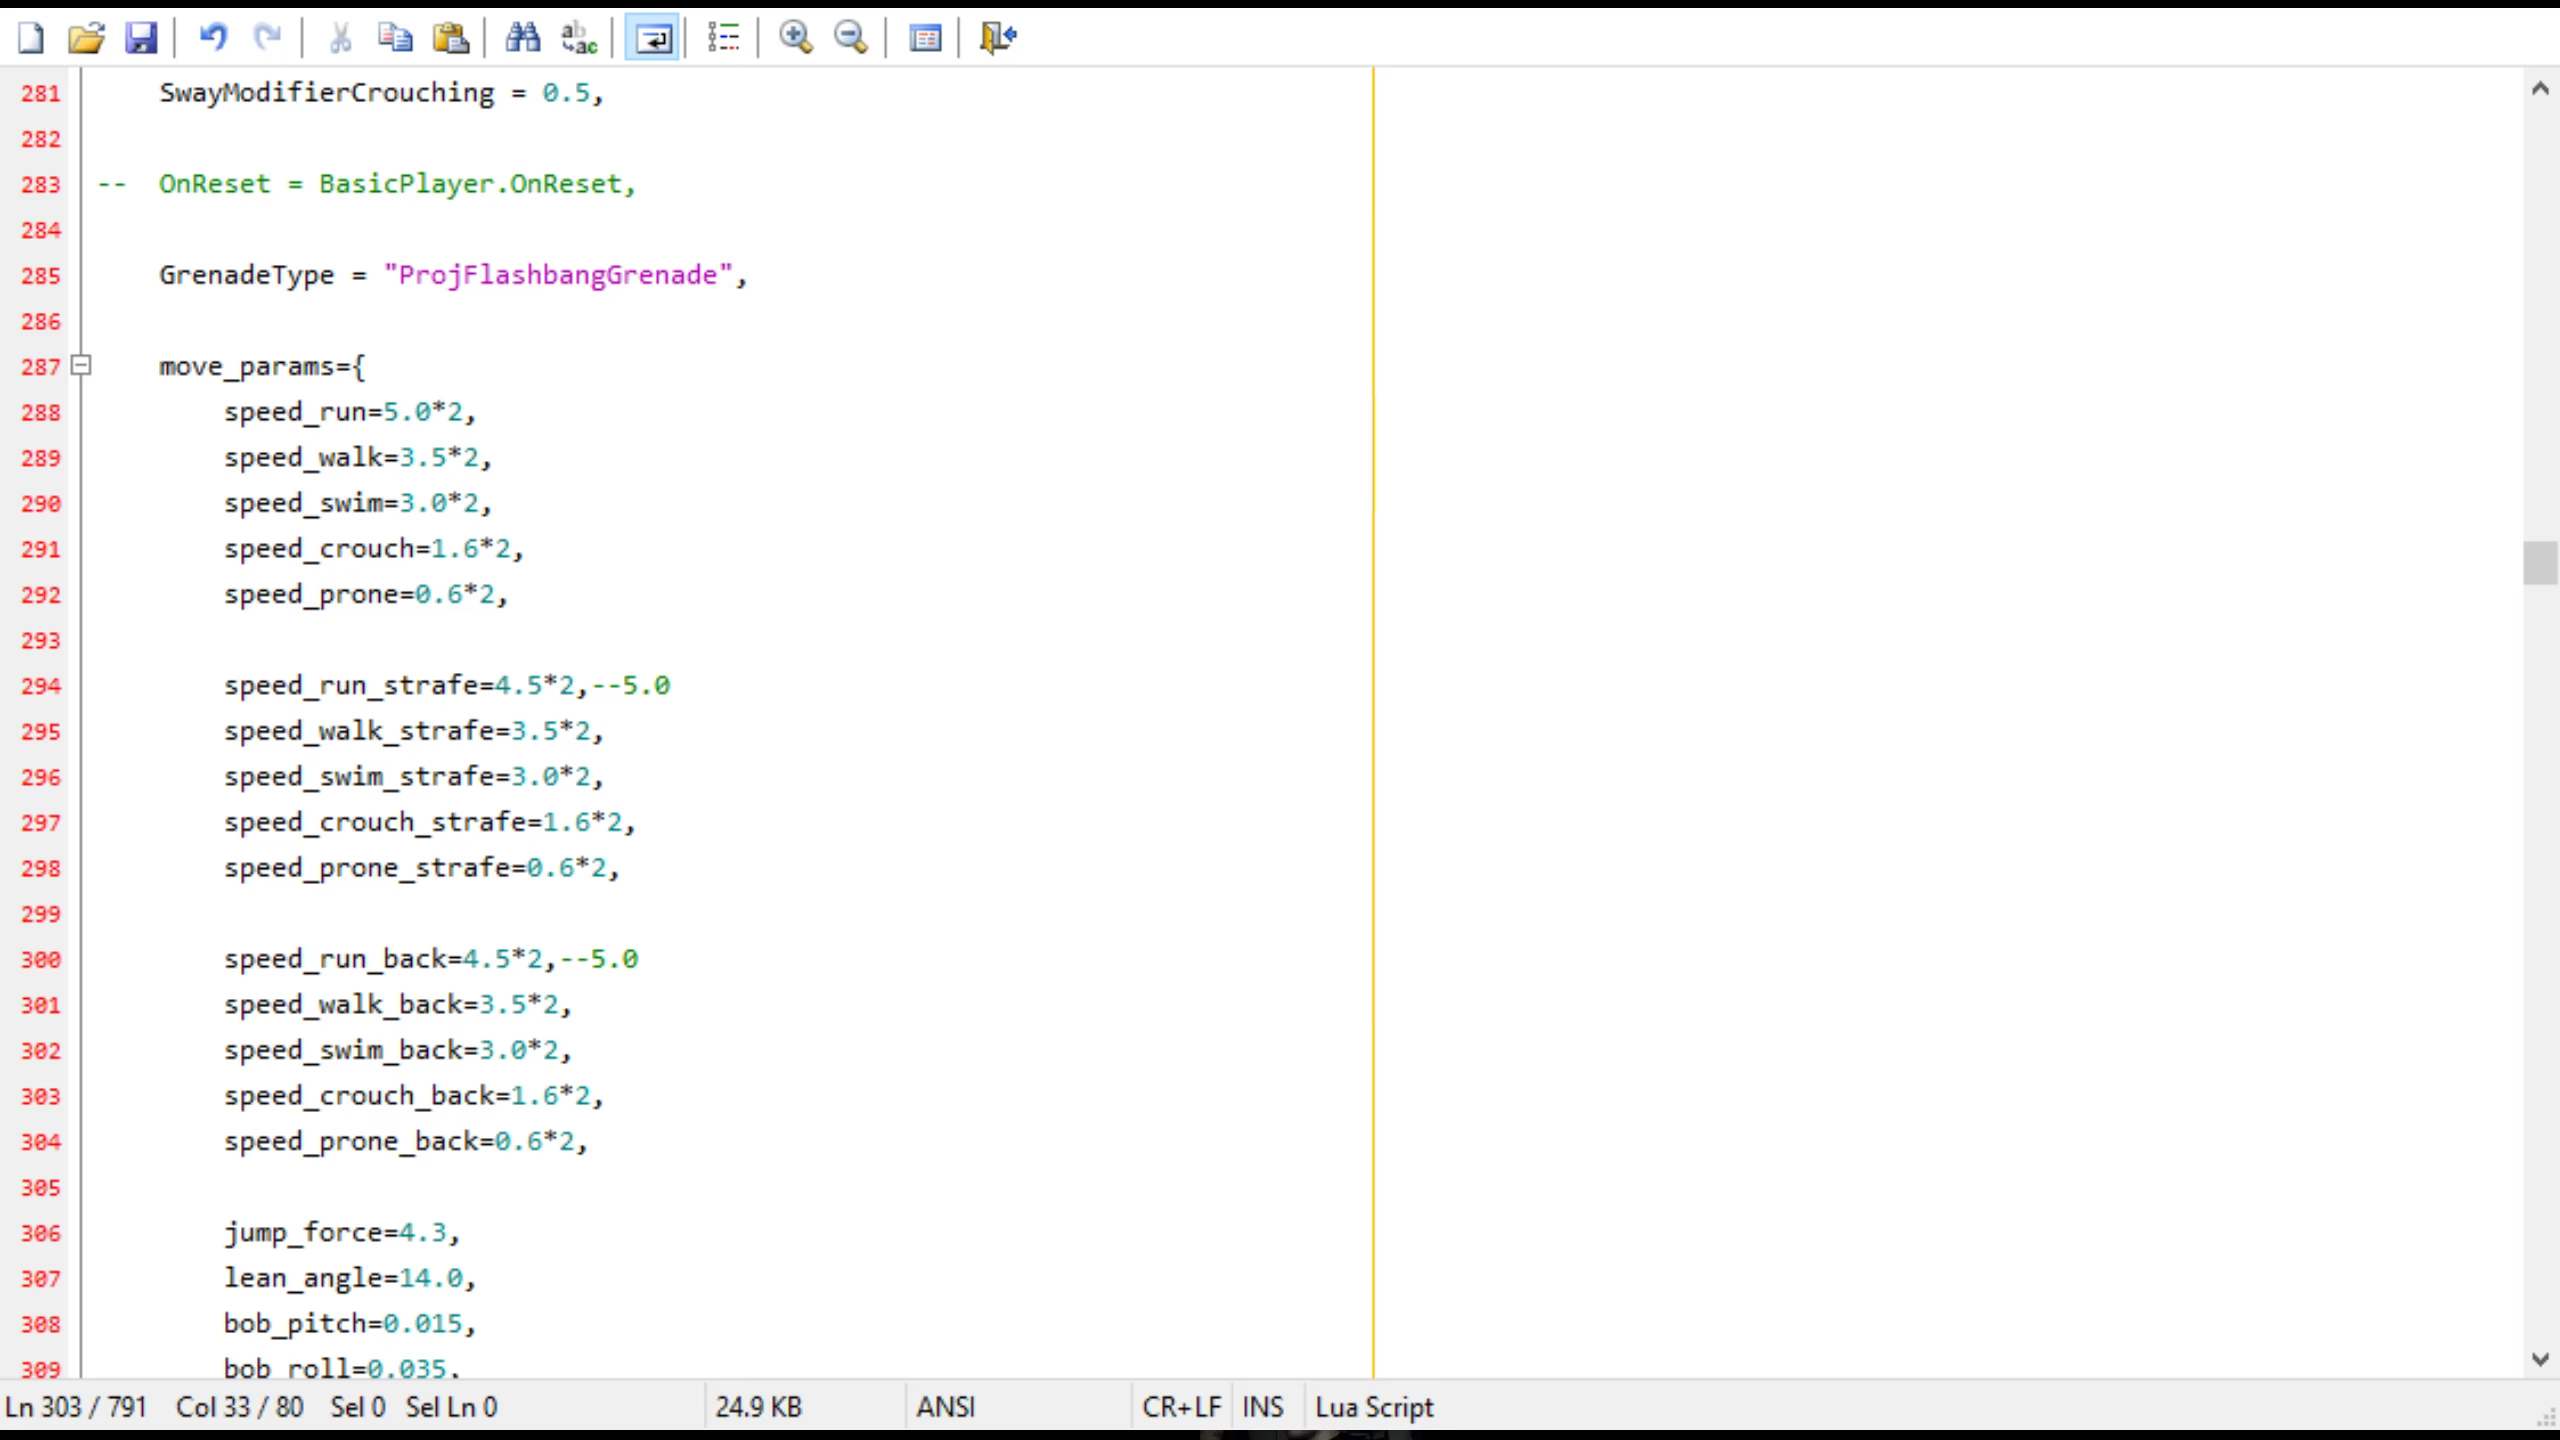 281 SwayModifierCrouching = 0.5,
282
283 -- OnReset = BasicPlayer.OnReset,
284
285 GrenadeType = "ProjFlashbangGrenade",
286
287 move_params={
288 speed_run=5.0*2,
289 speed_walk=3.5*2,
290 speed_swim=3.0*2,
291 speed_crouch=1.6*2,
292 speed_prone=0.6*2,
293
294 speed_run_strafe=4.5*2,--5.0
295 speed_walk_strafe=3.5*2,
296 speed_swim_strafe=3.0*2,
297 speed_crouch_strafe=1.6*2,
298 speed_prone_strafe=0.6*2,
299
300 speed_run_back=4.5*2,--5.0
301 speed_walk_back=3.5*2,
302 speed_swim_back=3.0*2,
303 speed_crouch_back=1.6*2,
304 speed_prone_back=0.6*2,
305
306 jump_force=4.3,
307 lean_angle=14.0,
308 bob_pitch=0.015,
309 bob_roll=0.035,
Ln 303 / 791 Col 33 / 80 Sel 0 Sel Ln 0 24.9 KB ANSI CR+LF INS Lua Script